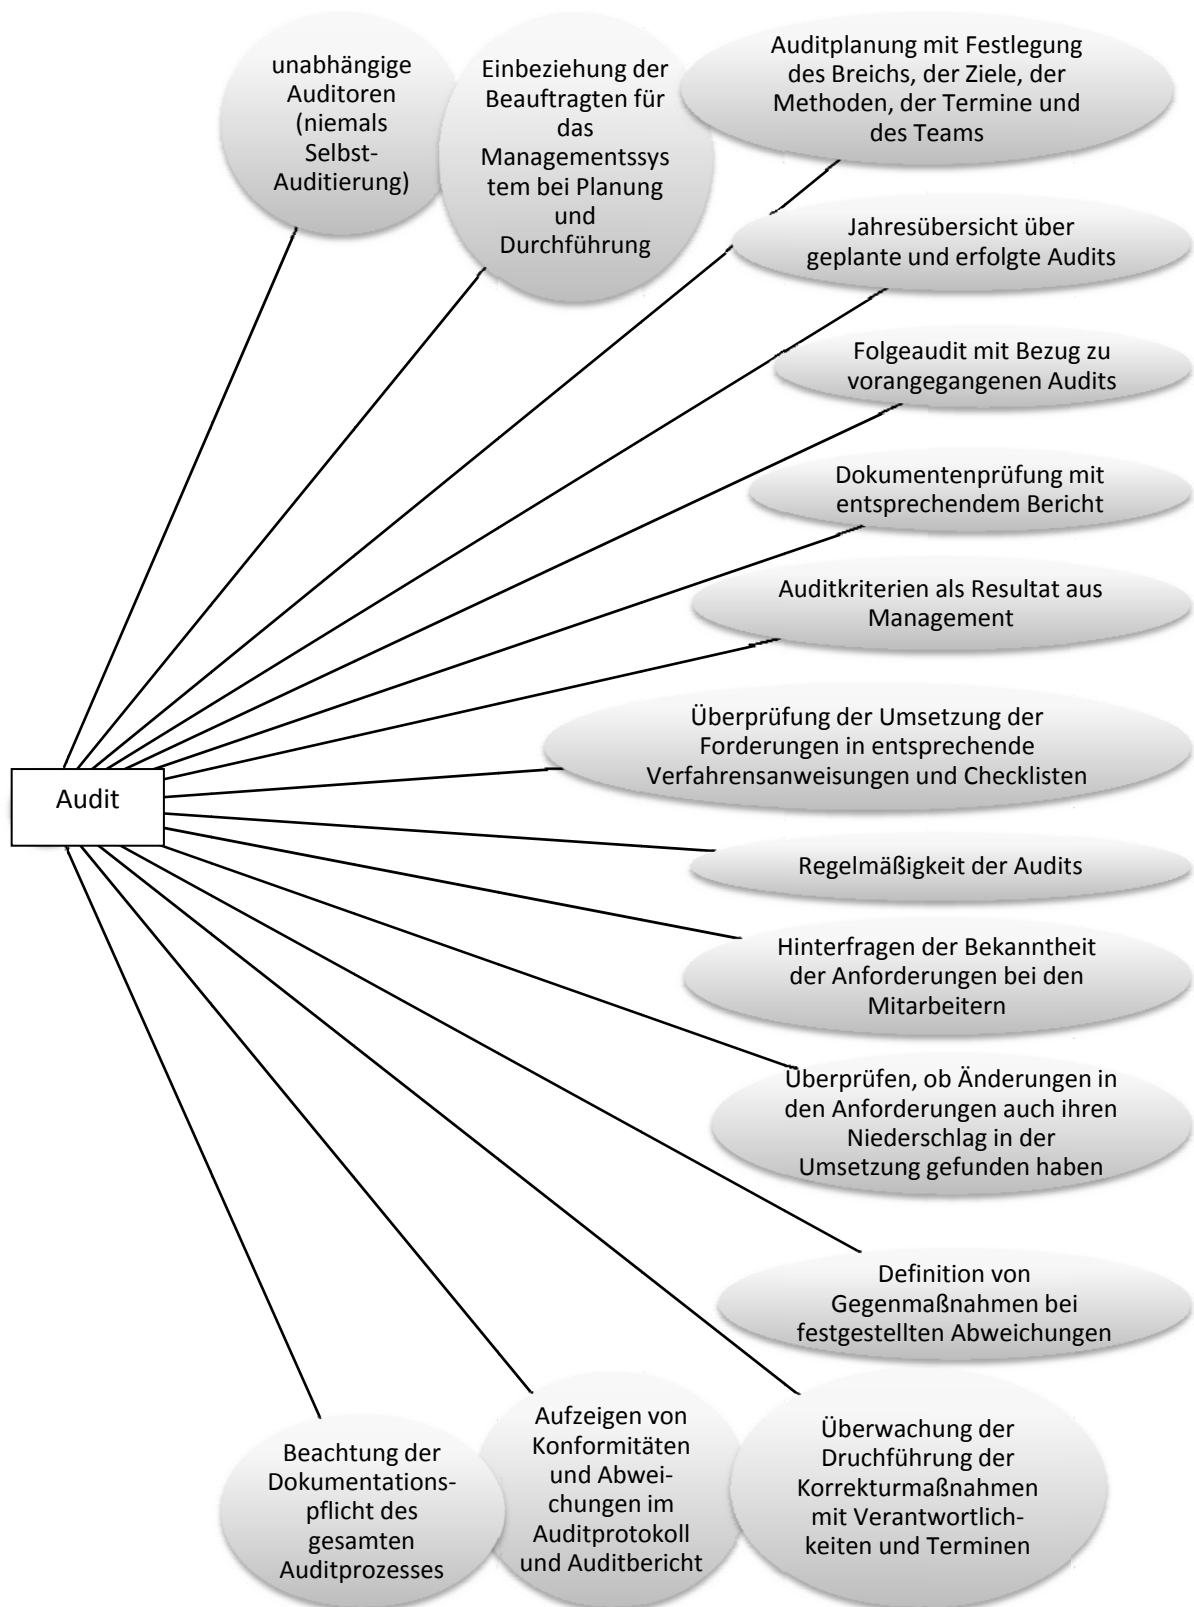 unabhängige
Auditoren
(niemals
Selbst-
Auditierung)
Einbeziehung der
Beauftragten für
das
Managementssys
tem bei Planung
und
Durchführung
Auditplanung mit Festlegung
des Breichs, der Ziele, der
Methoden, der Termine und
des Teams
Jahresübersicht über
geplante und erfolgte Audits
Folgeaudit mit Bezug zu
vorangegangenen Audits
Dokumentenprüfung mit
entsprechendem Bericht
Auditkriterien als Resultat aus
Management
Überprüfung der Umsetzung der
Forderungen in entsprechende
Verfahrensanweisungen und Checklisten
Audit
Regelmäßigkeit der Audits
Hinterfragen der Bekanntheit
der Anforderungen bei den
Mitarbeitern
Überprüfen, ob Änderungen in
den Anforderungen auch ihren
Niederschlag in der
Umsetzung gefunden haben
Definition von
Gegenmaßnahmen bei
festgestellten Abweichungen
Überwachung der
Druchführung der
Korrekturmaßnahmen
mit Verantwortlich-
keiten und Terminen
Aufzeigen von
Konformitäten
und Abwei-
chungen im
Auditprotokoll
und Auditbericht
Beachtung der
Dokumentations-
pflicht des
gesamten
Auditprozesses